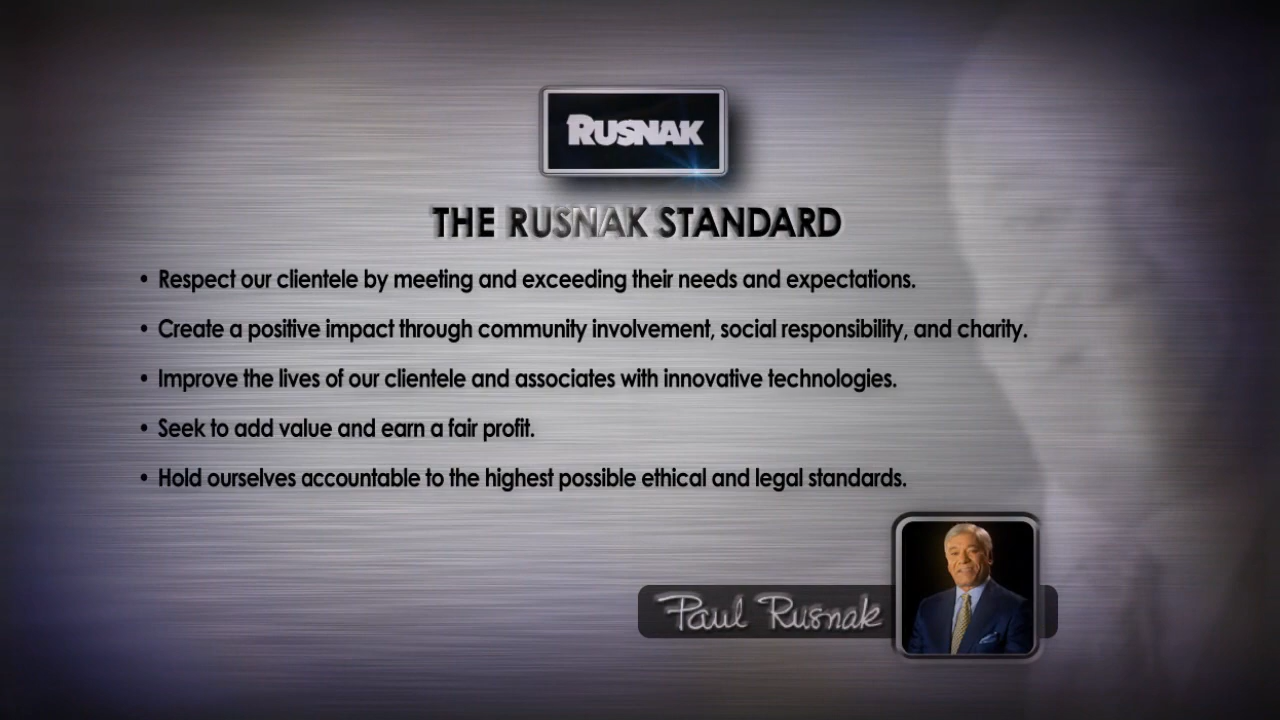 RUSNAK
THE RUSNAK STANDARD
• Respect our clientele by meeting and exceeding their needs and expectations.
• Create a positive impact through community involvement, social responsibility, and charity.
• Improve the lives of our clientele and associates with innovative technologies.
• Seek to add value and earn a fair profit.
• Hold ourselves accountable to the highest possible ethical and legal standards.
Paul Rusnak